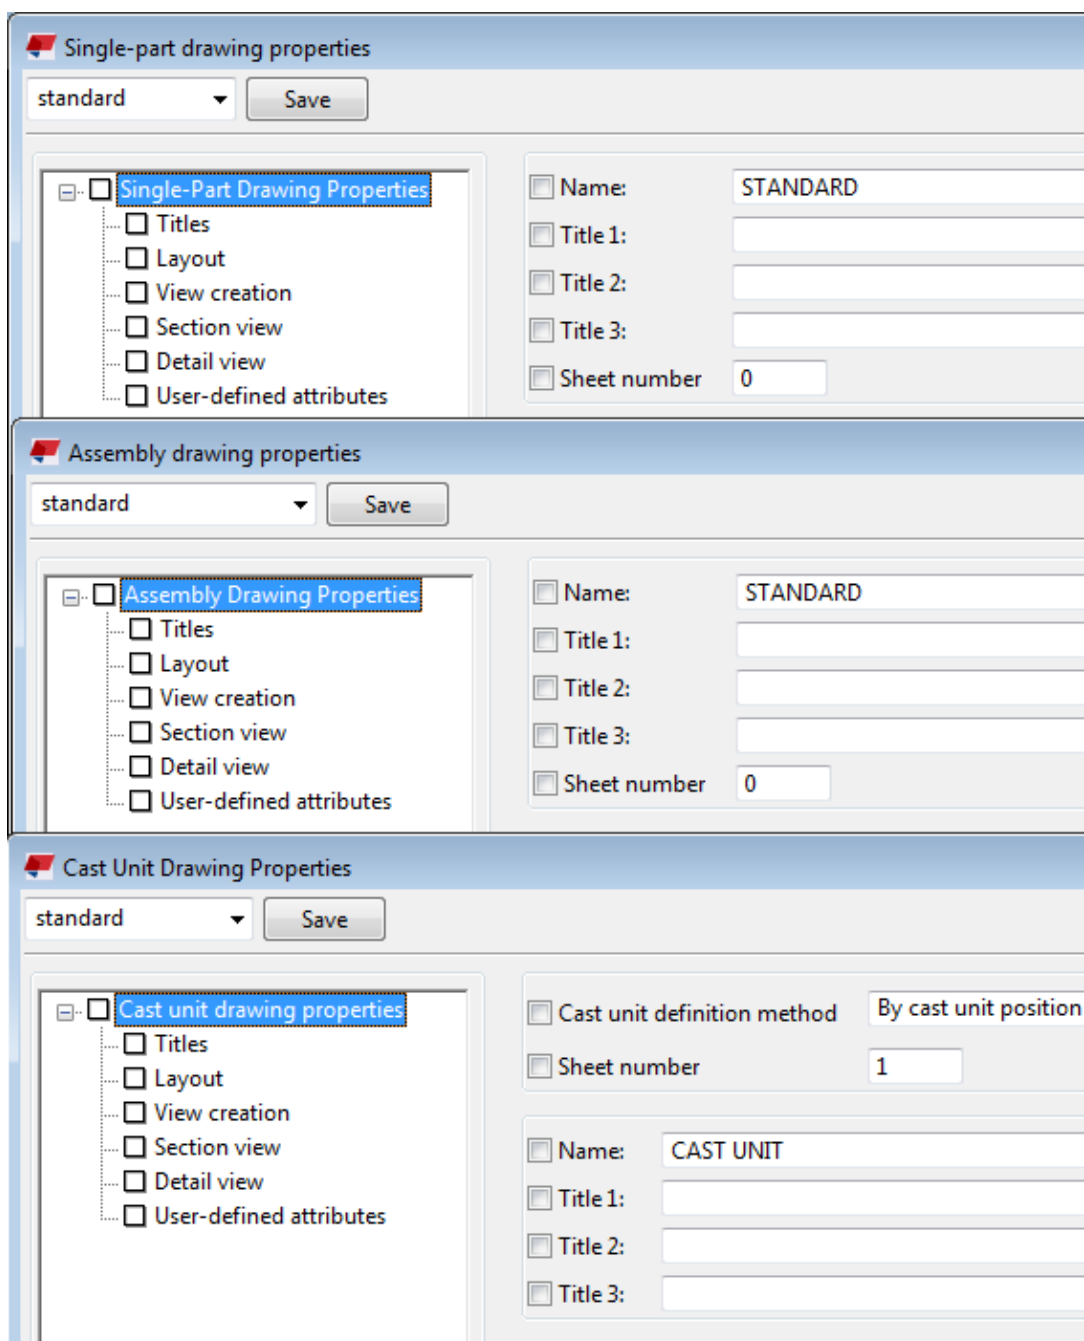 Single-part drawing properties
standard Save
Single-Part Drawing Properties
Titles
Layout
View creation
Section view
Detail view
User-defined attributes
Name: STANDARD
Title 1:
Title 2:
Title 3:
Sheet number 0
Assembly drawing properties
standard Save
Assembly Drawing Properties
Titles
Layout
View creation
Section view
Detail view
User-defined attributes
Name: STANDARD
Title 1:
Title 2:
Title 3:
Sheet number 0
Cast Unit Drawing Properties
standard Save
Cast unit drawing properties
Titles
Layout
View creation
Section view
Detail view
User-defined attributes
Cast unit definition method By cast unit position
Sheet number 1
Name: CAST UNIT
Title 1:
Title 2:
Title 3: